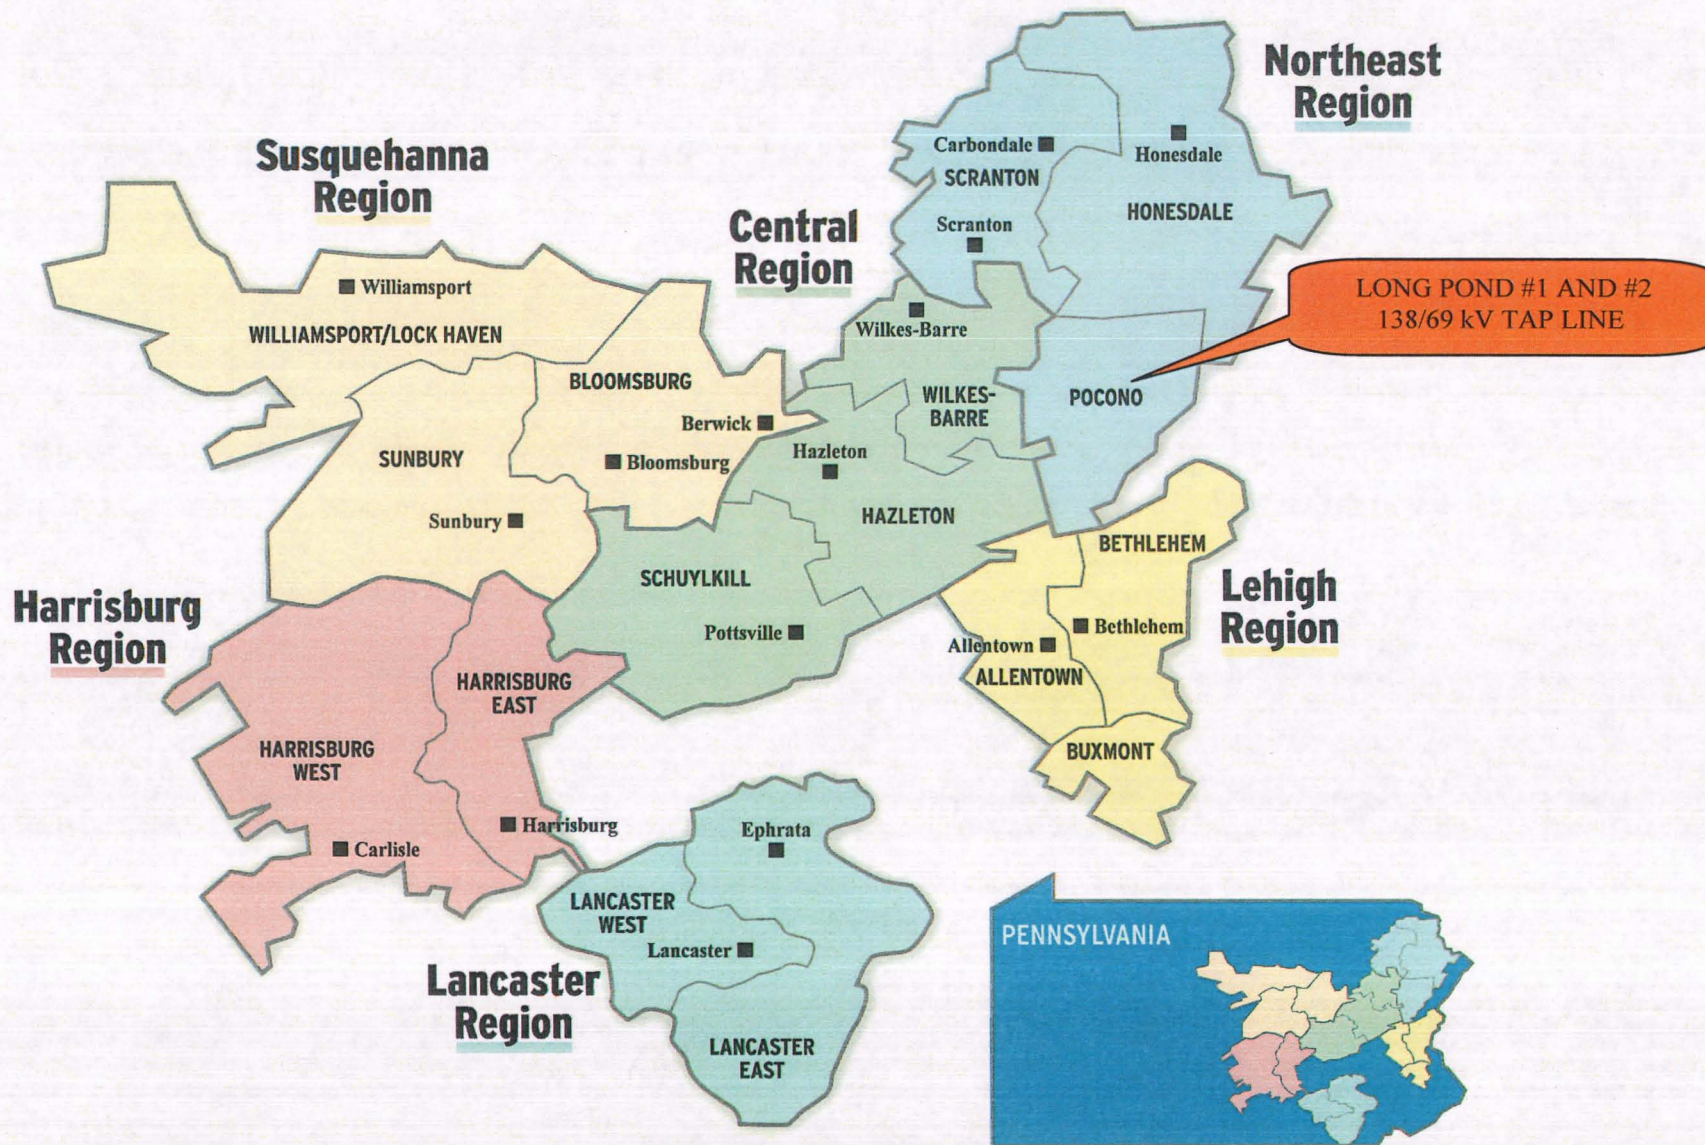 Northeast
Region
Susquehanna
Region
Central
Region
Carbondale
SCRANTON
Honesdale
HONESDALE
Scranton
Williamsport
WILLIAMSPORT/LOCK HAVEN
Wilkes-Barre
LONG POND #1 AND #2
138/69 kV TAP LINE
BLOOMSBURG
WILKES-
BARRE
POCONO
Berwick
SUNBURY
Bloomsburg
Hazleton
Sunbury
HAZLETON
BETHLEHEM
SCHUYLKILL
Harrisburg
Region
Lehigh
Region
Pottsville
Bethlehem
Allentown
ALLENTOWN
HARRISBURG
EAST
HARRISBURG
WEST
BUXMONT
Harrisburg
Carlisle
Ephrata
LANCASTER
WEST
Lancaster
Lancaster
Region
LANCASTER
EAST
PENNSYLVANIA